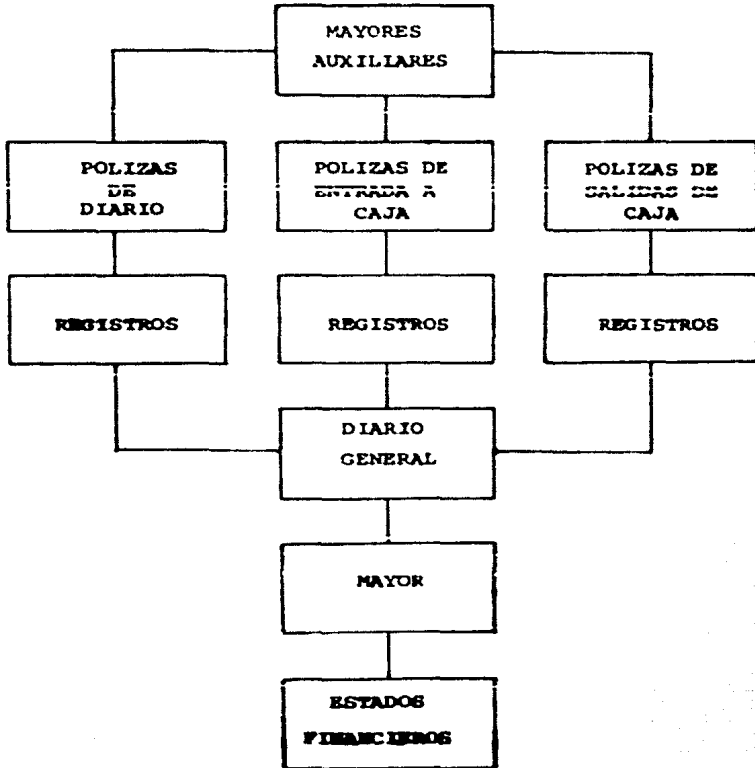 MAYORES
AUXILIARES
POLIZAS
DE
DIARIO
POLIZAS DE
ENTRADA A
CAJA
POLIZAS DE
SALIDAS DE
CAJA
REGISTROS
REGISTROS
REGISTROS
DIARIO
GENERAL
MAYOR
ESTADOS
FINANCIEROS